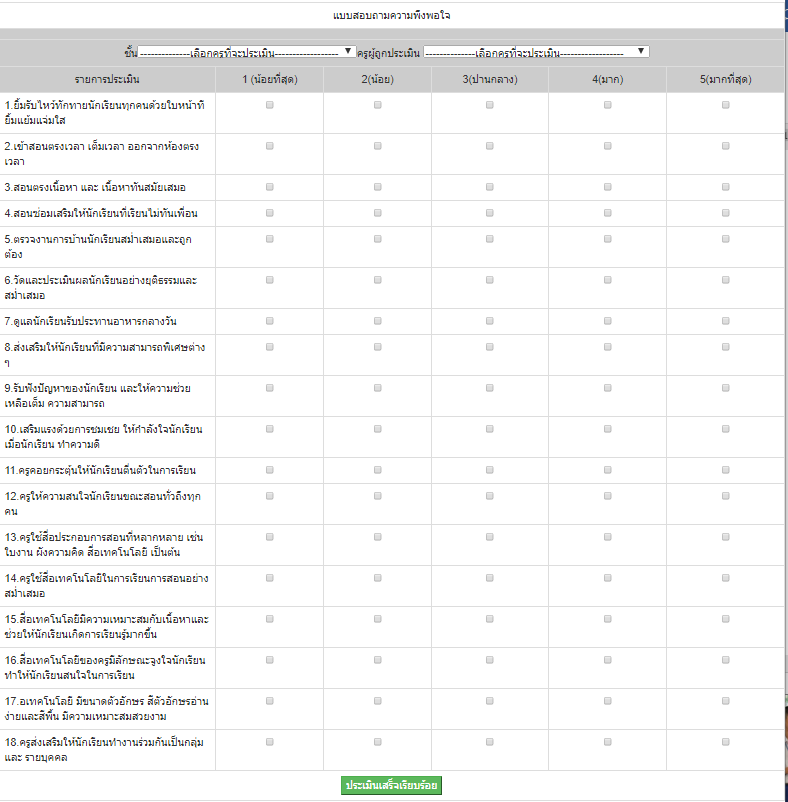 แบบสอบถามความพึงพอใจ
ชั้น --------------เลือกครูที่จะประเมิน------------------ ครูผู้ถูกประเมิน --------------เลือกครูที่จะประเมิน------------------
รายการประเมิน 1 (น้อยที่สุด) 2(น้อย) 3(ปานกลาง) 4(มาก) 5(มากที่สุด)
1.ยิ้มรับไหว้ทักทายนักเรียนทุกคนด้วยใบหน้าที่
ยิ้มแย้มแจ่มใส
2.เข้าสอนตรงเวลา เต็มเวลา ออกจากห้องตรง
เวลา
3.สอนตรงเนื้อหา และ เนื้อหาทันสมัยเสมอ
4.สอนซ่อมเสริมให้นักเรียนที่เรียนไม่ทันเพื่อน
5.ตรวจงานการบ้านนักเรียนสม่ำเสมอและถูก
ต้อง
6.วัดและประเมินผลนักเรียนอย่างยุติธรรมและ
สม่ำเสมอ
7.ดูแลนักเรียนรับประทานอาหารกลางวัน
8.ส่งเสริมให้นักเรียนที่มีความสามารถพิเศษต่าง
ๆ
9.รับฟังปัญหาของนักเรียน และให้ความช่วย
เหลือเต็ม ความสามารถ
10.เสริมแรงด้วยการชมเชย ให้กำลังใจนักเรียน
เมื่อนักเรียน ทำความดี
11.ครูคอยกระตุ้นให้นักเรียนตื่นตัวในการเรียน
12.ครูให้ความสนใจนักเรียนขณะสอนทั่วถึงทุก
คน
13.ครูใช้สื่อประกอบการสอนที่หลากหลาย เช่น
ใบงาน ผังความคิด สื่อเทคโนโลยี เป็นต้น
14.ครูใช้สื่อเทคโนโลยีในการเรียนการสอนอย่าง
สม่ำเสมอ
15.สื่อเทคโนโลยีมีความเหมาะสมกับเนื้อหาและ
ช่วยให้นักเรียนเกิดการเรียนรู้มากขึ้น
16.สื่อเทคโนโลยีของครูมีลักษณะจูงใจนักเรียน
ทำให้นักเรียนสนใจในการเรียน
17.อเทคโนโลยี มีขนาดตัวอักษร สีตัวอักษรอ่าน
ง่ายและสีพื้น มีความเหมาะสมสวยงาม
18.ครูส่งเสริมให้นักเรียนทำงานร่วมกันเป็นกลุ่ม
และ รายบุคคล
ประเมินเสร็จเรียบร้อย